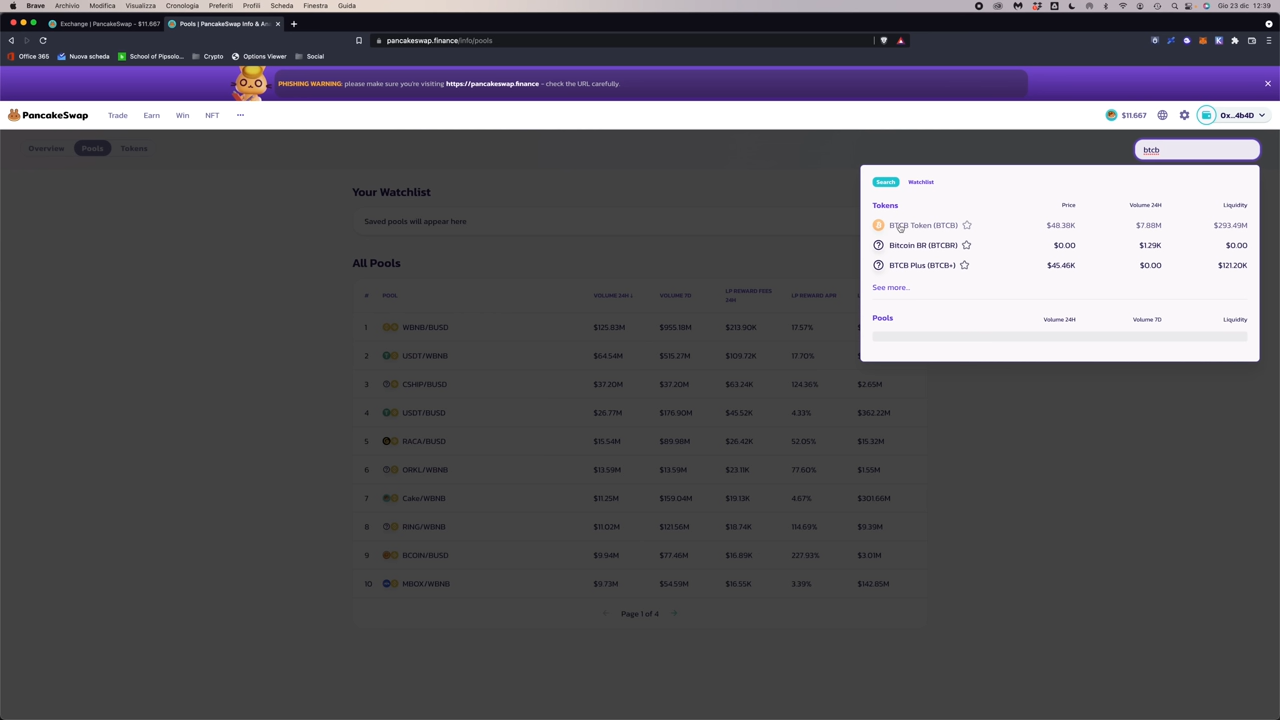 Brave Archivio Modifica Visualizza Cronologia Preferiti Profili Scheda Finestra Guida Gio 23 dic 12:39
Exchange | PancakeSwap - $11.667 Pools | PancakeSwap Info & An
pancakeswap.finance/info/pools
Office 365 Nuova scheda School of Pipsolo... Crypto Options Viewer Social
PHISHING WARNING: please make sure you're visiting https://pancakeswap.finance - check the URL carefully.
PancakeSwap Trade Earn Win NFT ... $11.667 0x...4b4D
Overview Pools Tokens btcb
Your Watchlist
Saved pools will appear here
All Pools
# POOL VOLUME 24H ↓ VOLUME 7D LP REWARD FEES 24H LP REWARD APR
1 WBNB/BUSD $125.83M $955.18M $213.90K 17.57%
2 USDT/WBNB $64.54M $515.27M $109.72K 17.70%
3 CSHIP/BUSD $37.20M $37.20M $63.24K 124.36% $2.65M
4 USDT/BUSD $26.77M $176.90M $45.52K 4.33% $362.22M
5 RACA/BUSD $15.54M $89.98M $26.42K 52.05% $15.32M
6 ORKL/WBNB $13.59M $13.59M $23.11K 77.60% $1.55M
7 Cake/WBNB $11.25M $159.04M $19.13K 4.67% $301.66M
8 RING/WBNB $11.02M $121.56M $18.74K 114.69% $9.39M
9 BCOIN/BUSD $9.94M $77.46M $16.89K 227.93% $3.01M
10 MBOX/WBNB $9.73M $54.59M $16.55K 3.39% $142.85M
Page 1 of 4
Search Watchlist
Tokens Price Volume 24H Liquidity
BTCB Token (BTCB) $48.38K $7.88M $293.49M
Bitcoin BR (BTCBR) $0.00 $1.29K $0.00
BTCB Plus (BTCB+) $45.46K $0.00 $121.20K
See more...
Pools Volume 24H Volume 7D Liquidity